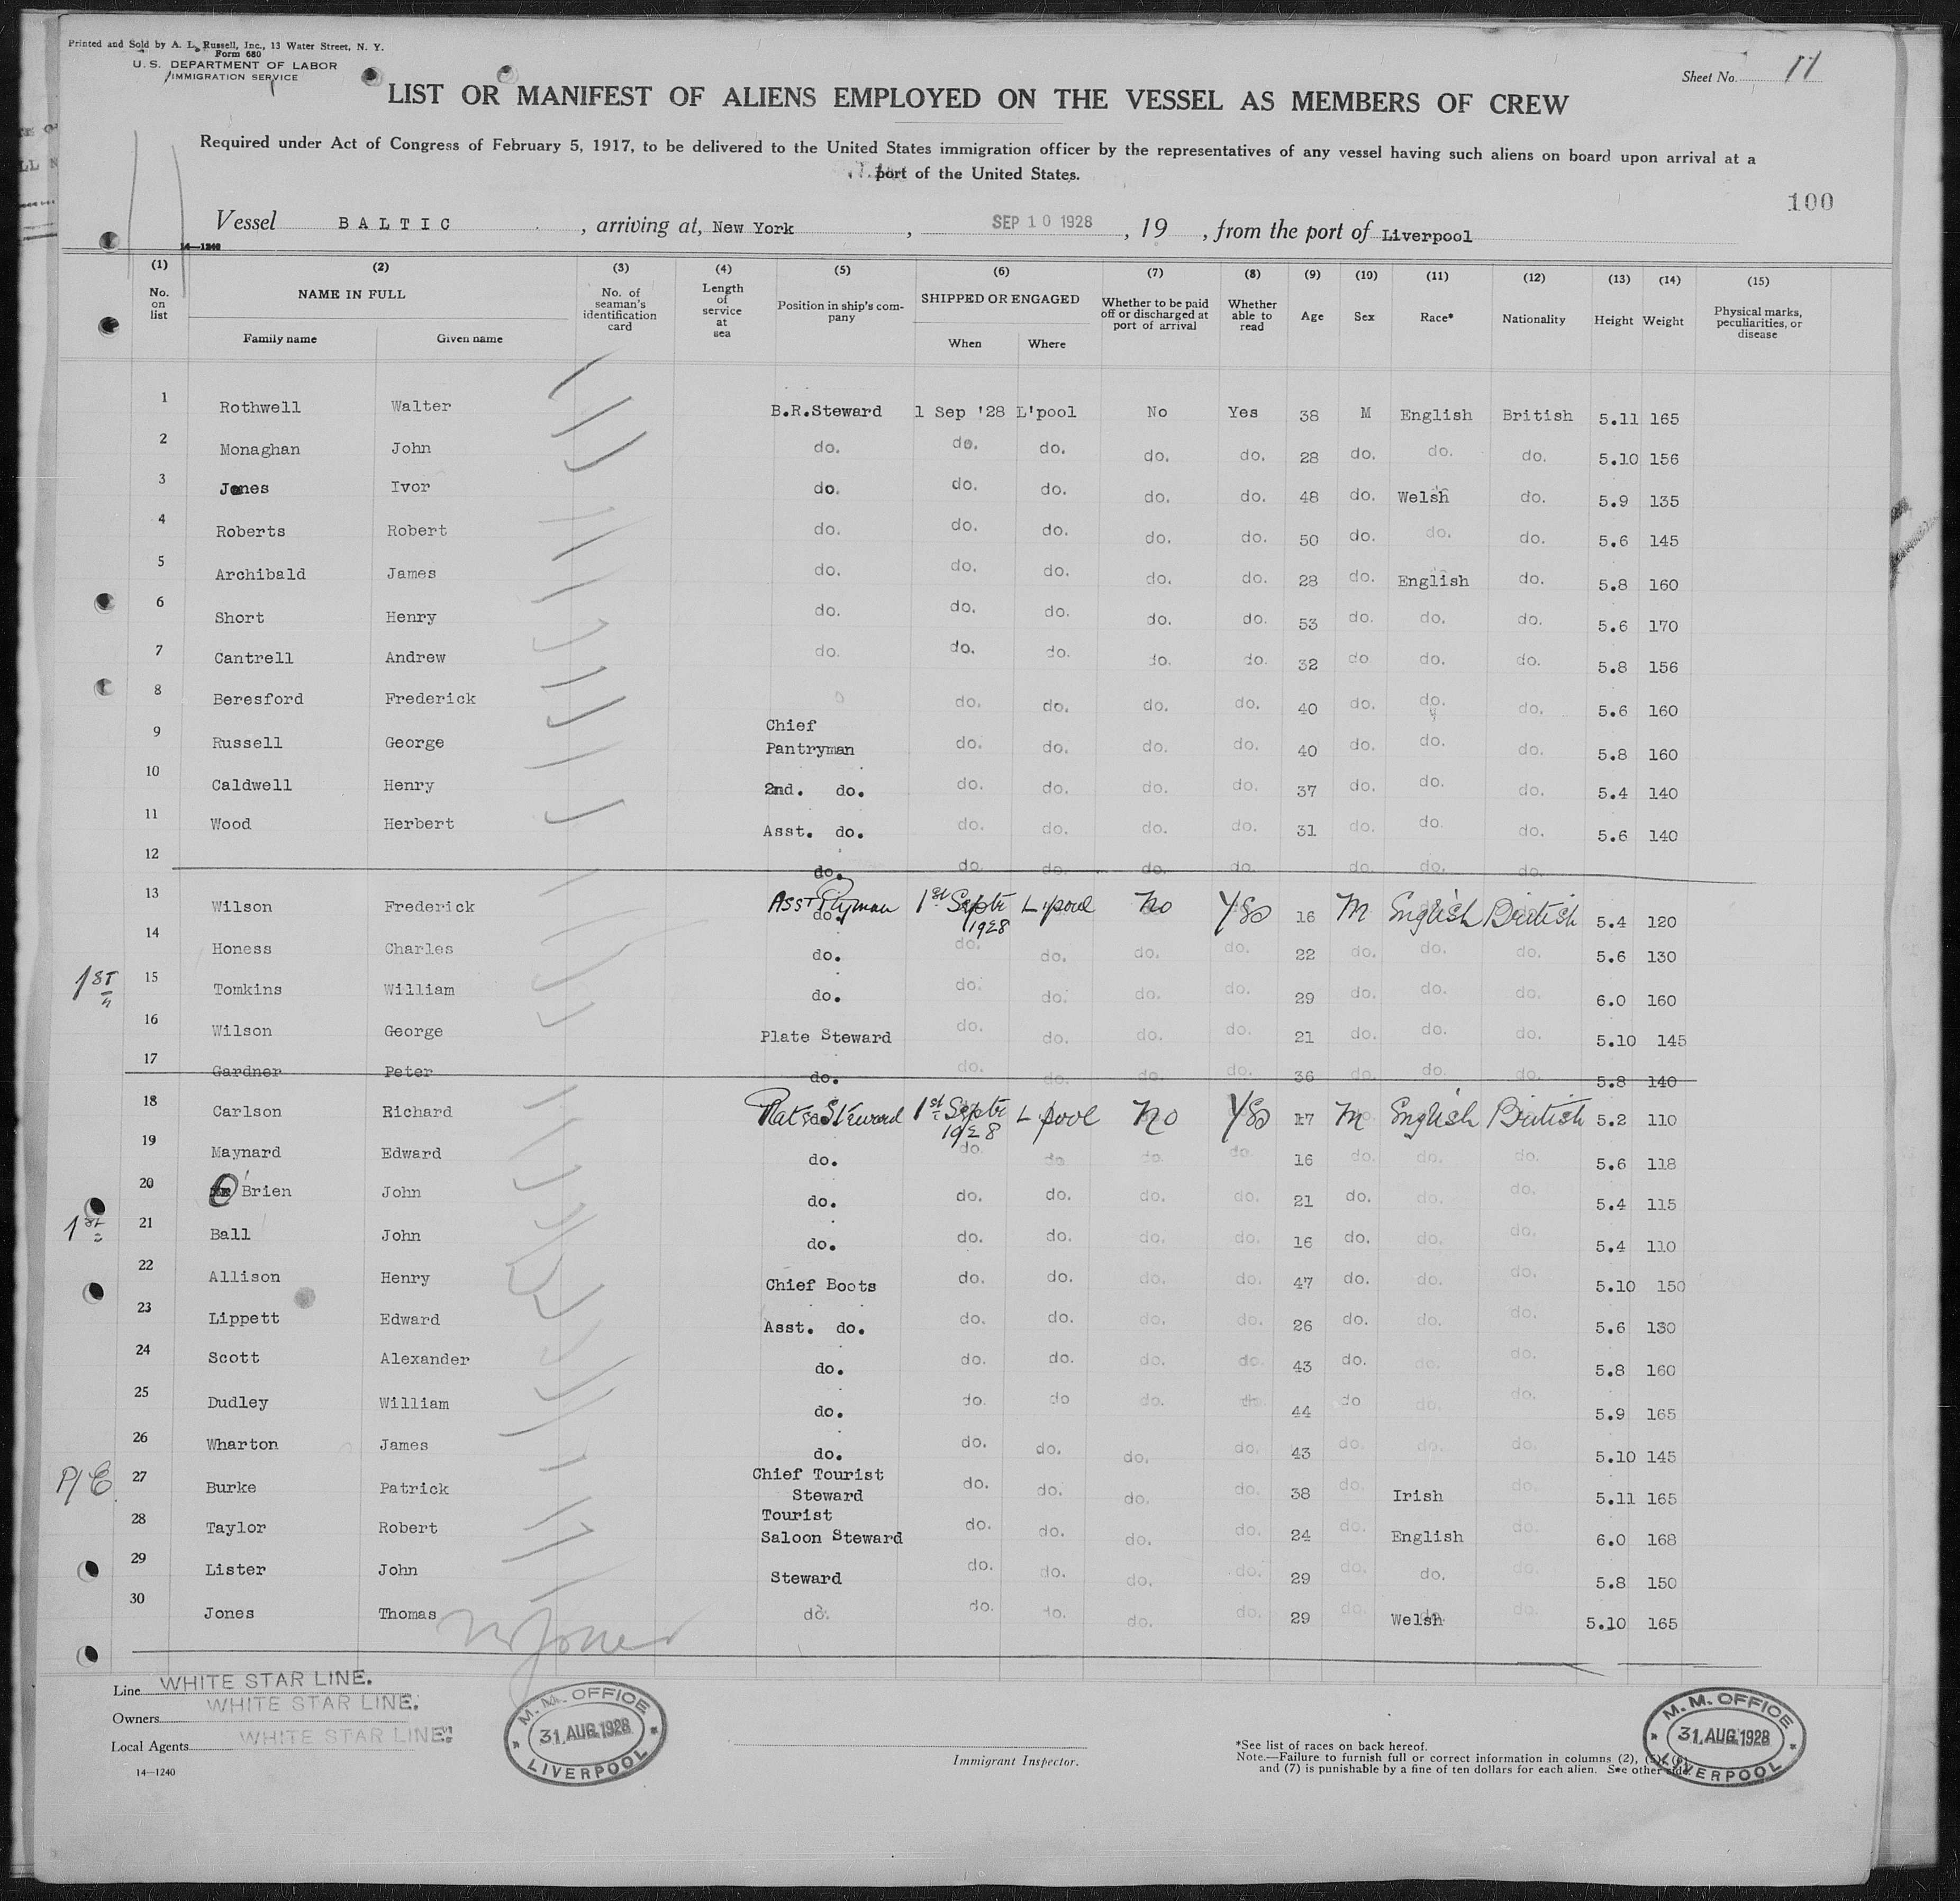 Printed and Sold by A. L. Russell, Inc., 13 Water Street, N. Y.
Form 680
U. S. DEPARTMENT OF LABOR
IMMIGRATION SERVICE
Sheet No. 11
LIST OR MANIFEST OF ALIENS EMPLOYED ON THE VESSEL AS MEMBERS OF CREW
Required under Act of Congress of February 5, 1917, to be delivered to the United States immigration officer by the representatives of any vessel having such aliens on board upon arrival at a
port of the United States.
100
Vessel BALTIC , arriving at, New York , SEP 10 1928 , 19 , from the port of Liverpool
14—1240
(1) No. on list
(2) NAME IN FULL Family name Given name
(3) No. of seaman's identification card
(4) Length of service at sea
(5) Position in ship's company
(6) SHIPPED OR ENGAGED When Where
(7) Whether to be paid off or discharged at port of arrival
(8) Whether able to read
(9) Age
(10) Sex
(11) Race*
(12) Nationality
(13) Height
(14) Weight
(15) Physical marks, peculiarities, or disease
1 Rothwell Walter B.R.Steward 1 Sep '28 L'pool No Yes 38 M English British 5.11 165
2 Monaghan John do. do. do. do. do. 28 do. do. do. 5.10 156
3 Jones Ivor do. do. do. do. do. 48 do. Welsh do. 5.9 135
4 Roberts Robert do. do. do. do. do. 50 do. do. do. 5.6 145
5 Archibald James do. do. do. do. do. 28 do. English do. 5.8 160
6 Short Henry do. do. do. do. do. 53 do. do. do. 5.6 170
7 Cantrell Andrew do. do. do. do. do. 32 do do. do. 5.8 156
8 Beresford Frederick do. do. do. do. 40 do. do. do. 5.6 160
9 Russell George Chief Pantryman do. do. do. do. 40 do. do. do. 5.8 160
10 Caldwell Henry 2nd. do. do. do. do. do. 37 do. do. do. 5.4 140
11 Wood Herbert Asst. do. do. do. do. do. 31 do. do. do. 5.6 140
12 do. do. do. do. do. do. do. do.
13 Wilson Frederick Asst Ptyman 1st Septr 1928 L'pool No Yes 16 M English British 5.4 120
14 Honess Charles do. do. do. do. do. 22 do. do. do. 5.6 130
1st 15 Tomkins William do. do. do. do. do. 29 do. do. do. 6.0 160
16 Wilson George Plate Steward do. do. do. do. 21 do. do. do. 5.10 145
17 Gardner Peter do. do. do. do. do. 36 do. do. do. 5.8 140
18 Carlson Richard Plate Steward 1st Septr 1928 L'pool No Yes 17 M English British 5.2 110
19 Maynard Edward do. do. do do. do. 16 do. do. do. 5.6 118
20 O'Brien John do. do. do. do. do. 21 do. do. do. 5.4 115
1st 21 Ball John do. do. do. do. do. 16 do. do. do. 5.4 110
22 Allison Henry Chief Boots do. do. do. do. 47 do. do. do. 5.10 150
23 Lippett Edward Asst. do. do. do. do. do. 26 do. do. do. 5.6 130
24 Scott Alexander do. do. do. do. do. 43 do. do. do. 5.8 160
25 Dudley William do. do. do do. do. 44 do do. do. 5.9 165
26 Wharton James do. do. do. do. do. 43 do. do. do. 5.10 145
P/E 27 Burke Patrick Chief Tourist Steward do. do. do. do. 38 do. Irish do. 5.11 165
28 Taylor Robert Tourist Saloon Steward do. do. do. do. 24 do. English do. 6.0 168
29 Lister John Steward do. do. do. do. 29 do. do. do. 5.8 150
30 Jones Thomas do. do. do. do. do. 29 do. Welsh do. 5.10 165
Line WHITE STAR LINE.
Owners WHITE STAR LINE.
Local Agents WHITE STAR LINE.
14—1240
M. M. OFFICE
31 AUG 1928
LIVERPOOL
Immigrant Inspector.
*See list of races on back hereof.
Note.—Failure to furnish full or correct information in columns (2), (5), (6),
and (7) is punishable by a fine of ten dollars for each alien. See other side.
M. M. OFFICE
31 AUG 1928
LIVERPOOL